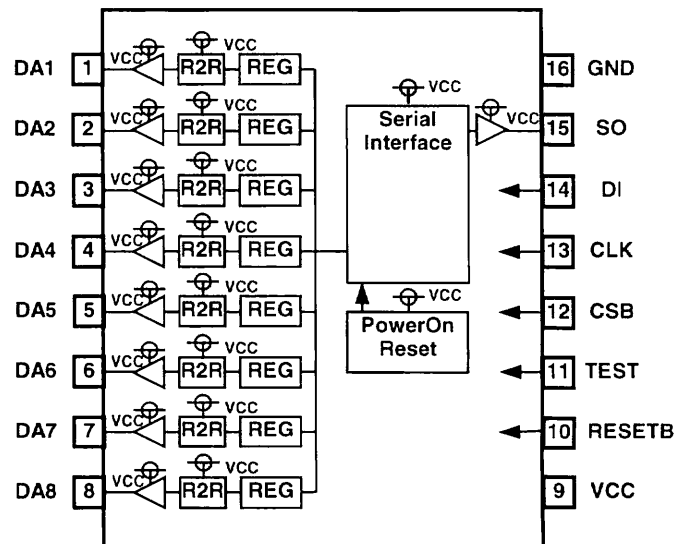 DA1 1 VCC VCC R2R REG
VCC
16 GND
DA2 2 VCC VCC R2R REG
Serial
Interface
VCC
15 SO
DA3 3 VCC VCC R2R REG
14 DI
DA4 4 VCC VCC R2R REG
13 CLK
DA5 5 VCC VCC R2R REG
VCC
PowerOn
Reset
12 CSB
DA6 6 VCC VCC R2R REG
11 TEST
DA7 7 VCC VCC R2R REG
10 RESETB
DA8 8 VCC VCC R2R REG
9 VCC